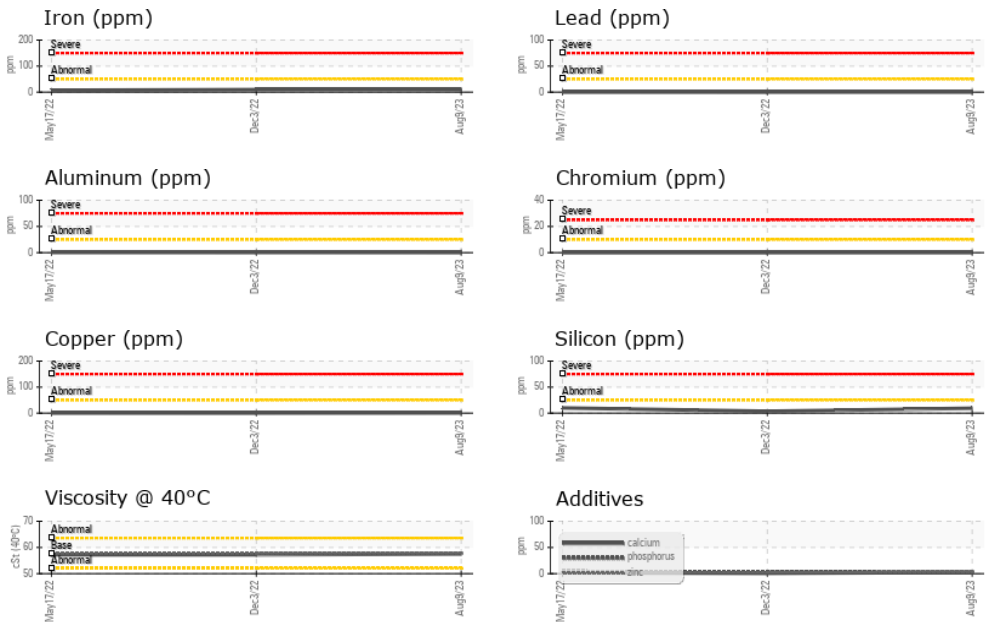 Iron (ppm)
200
100
0
ppm
Severe
Abnormal
May17/22
Dec3/22
Aug9/23
Lead (ppm)
100
50
0
ppm
Severe
Abnormal
May17/22
Dec3/22
Aug9/23
Aluminum (ppm)
100
50
0
ppm
Severe
Abnormal
May17/22
Dec3/22
Aug9/23
Chromium (ppm)
40
20
0
ppm
Severe
Abnormal
May17/22
Dec3/22
Aug9/23
Copper (ppm)
200
100
0
ppm
Severe
Abnormal
May17/22
Dec3/22
Aug9/23
Silicon (ppm)
100
50
0
ppm
Severe
Abnormal
May17/22
Dec3/22
Aug9/23
Viscosity @ 40°C
70
60
50
cSt (40°C)
Abnormal
Base
Abnormal
May17/22
Dec3/22
Aug9/23
Additives
100
50
0
ppm
calcium
phosphorus
zinc
May17/22
Dec3/22
Aug9/23